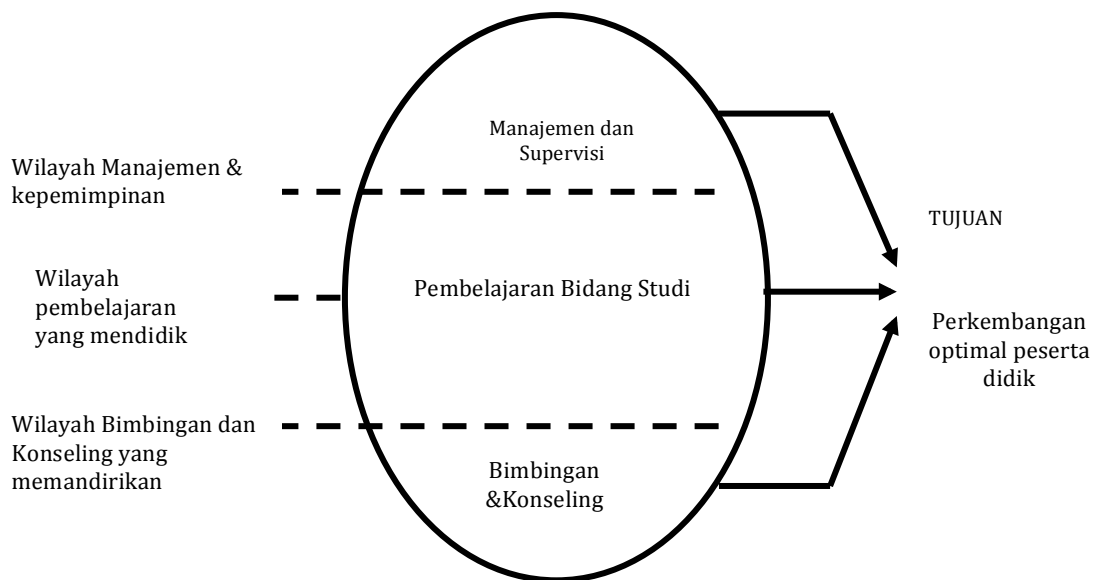 Manajemen dan
Supervisi
Wilayah Manajemen &
kepemimpinan
TUJUAN
Wilayah
pembelajaran
yang mendidik
Pembelajaran Bidang Studi
Perkembangan
optimal peserta
didik
Wilayah Bimbingan dan
Konseling yang
memandirikan
Bimbingan
&Konseling